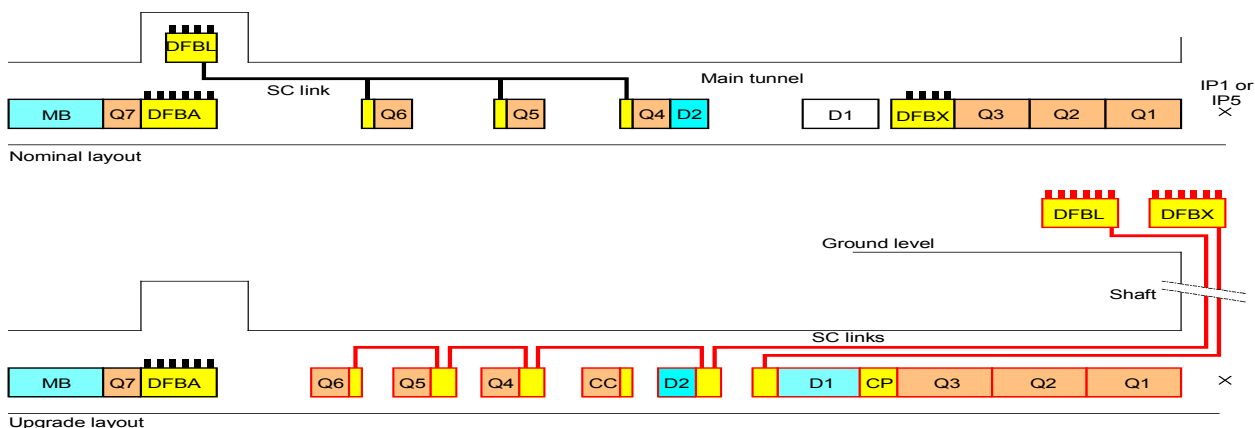 DFBL
SC link
Main tunnel
IP1 or
IP5
MB Q7 DFBA Q6 Q5 Q4 D2 D1 DFBX Q3 Q2 Q1 ×
Nominal layout
DFBL DFBX
Ground level
Shaft
SC links
MB Q7 DFBA Q6 Q5 Q4 CC D2 D1 CP Q3 Q2 Q1 ×
Upgrade layout